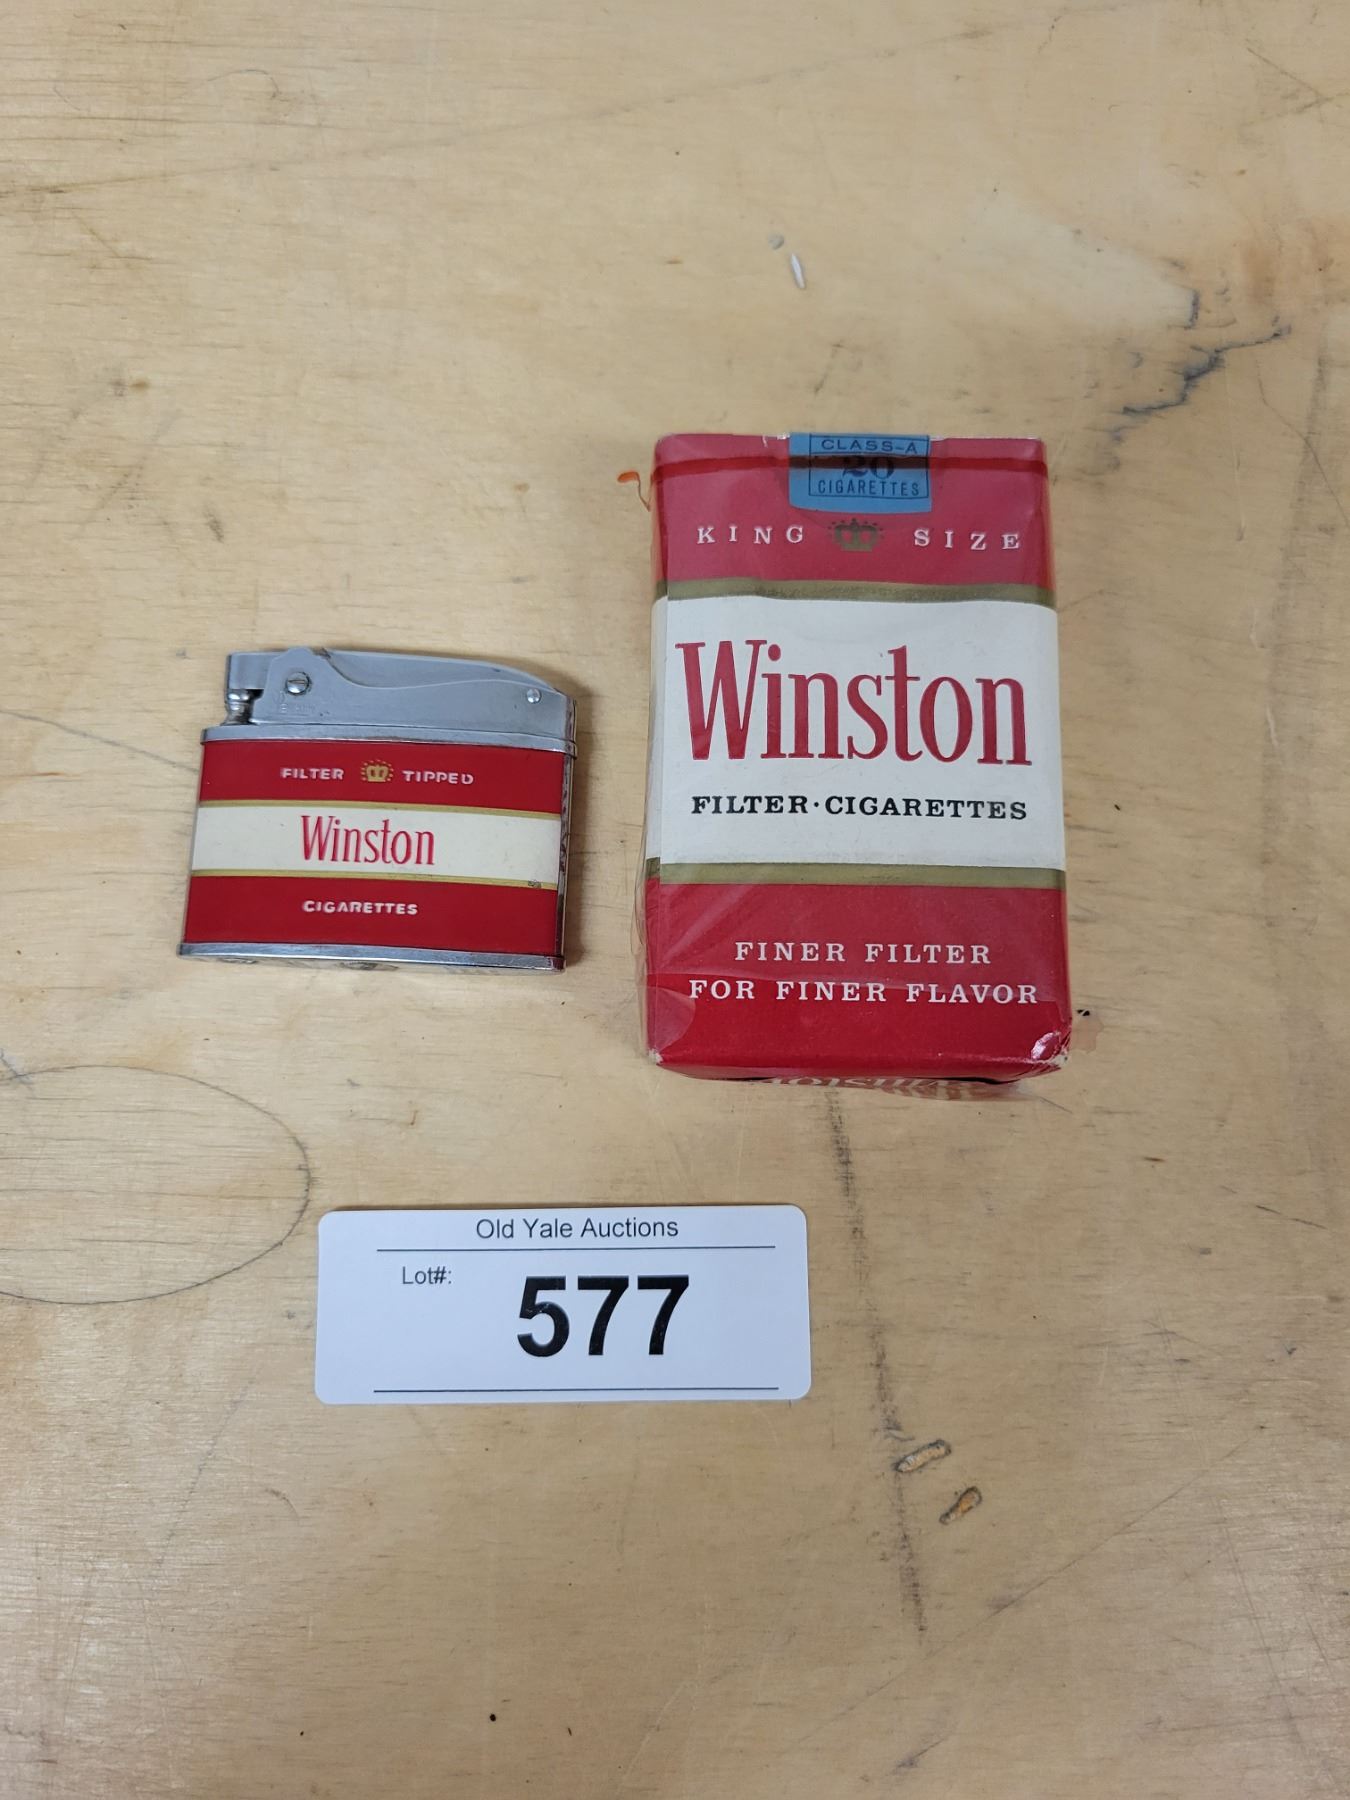 FILTER TIPPED
Winston
CIGARETTES
CLASS-A
20
CIGARETTES
KING SIZE
Winston
FILTER·CIGARETTES
FINER FILTER
FOR FINER FLAVOR
Winston
Old Yale Auctions
Lot#:
577